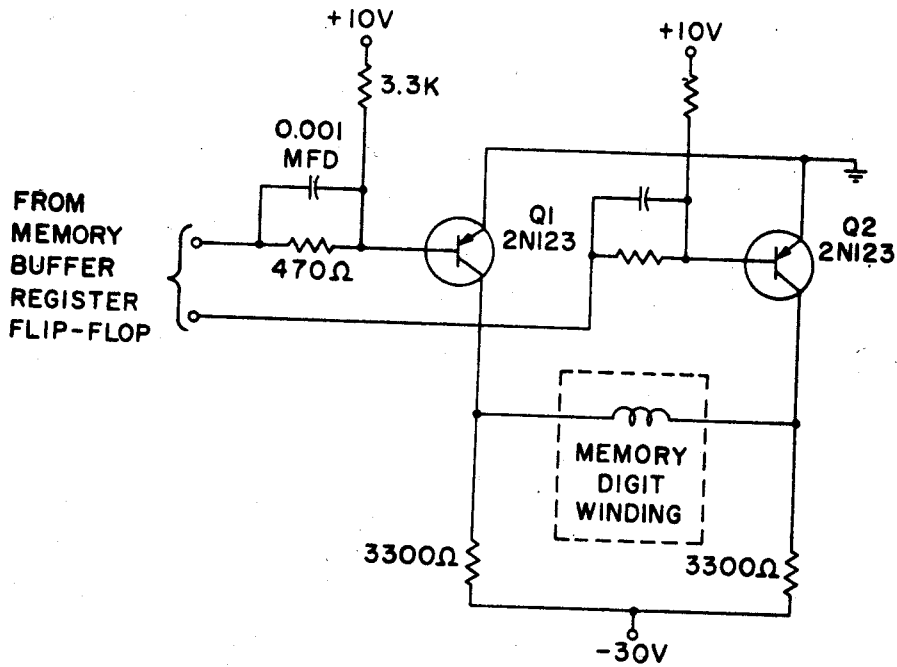 +10V
3.3K
0.001
MFD
470Ω
FROM
MEMORY
BUFFER
REGISTER
FLIP-FLOP
Q1
2N123
+10V
Q2
2N123
MEMORY
DIGIT
WINDING
3300Ω
3300Ω
-30V